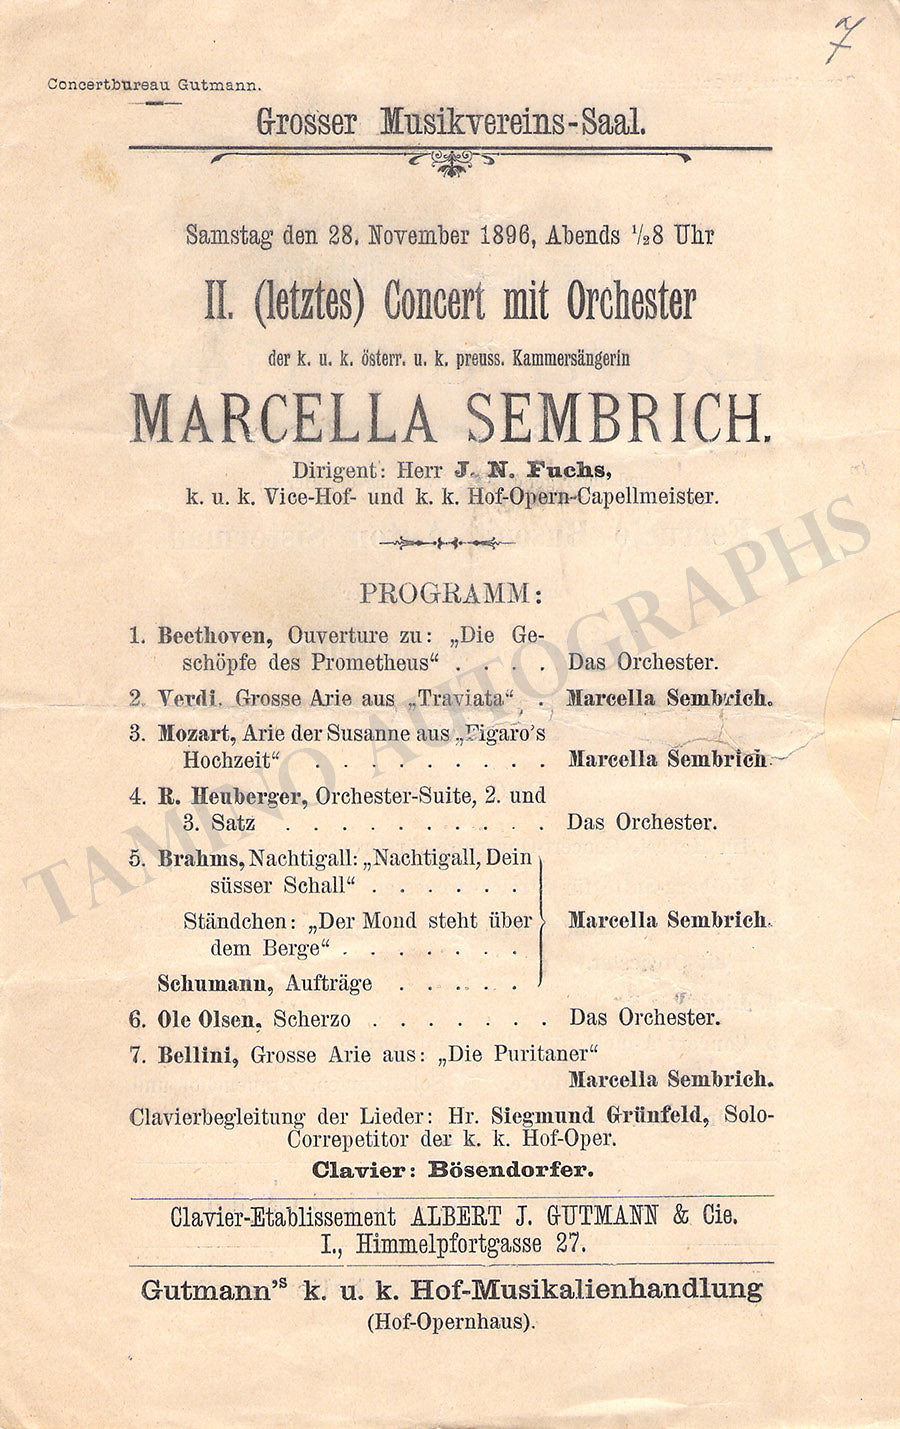 7
Concertbureau Gutmann.
Grosser Musikvereins-Saal.
Samstag den 28. November 1896, Abends ½8 Uhr
II. (letztes) Concert mit Orchester
der k. u. k. österr. u. k. preuss. Kammersängerin
MARCELLA SEMBRICH.
Dirigent: Herr J. N. Fuchs,
k. u. k. Vice-Hof- und k. k. Hof-Opern-Capellmeister.
PROGRAMM:
1. Beethoven, Ouverture zu: „Die Ge-
schöpfe des Prometheus“ . . . . Das Orchester.
2. Verdi, Grosse Arie aus „Traviata“ . . Marcella Sembrich.
3. Mozart, Arie der Susanne aus „Figaro's
Hochzeit“ . . . . . . . . . Marcella Sembrich.
4. R. Heuberger, Orchester-Suite, 2. und
3. Satz . . . . . . . . . . Das Orchester.
5. Brahms, Nachtigall: „Nachtigall, Dein
süsser Schall“ . . . . . .
Ständchen: „Der Mond steht über Marcella Sembrich.
dem Berge“ . . . . . . .
Schumann, Aufträge . . . . .
6. Ole Olsen, Scherzo . . . . . . . Das Orchester.
7. Bellini, Grosse Arie aus: „Die Puritaner“
Marcella Sembrich.
Clavierbegleitung der Lieder: Hr. Siegmund Grünfeld, Solo-
Correpetitor der k. k. Hof-Oper.
Clavier: Bösendorfer.
Clavier-Etablissement ALBERT J. GUTMANN & Cie.
I., Himmelpfortgasse 27.
Gutmann's k. u. k. Hof-Musikalienhandlung
(Hof-Opernhaus).
TAMINO AUTOGRAPHS